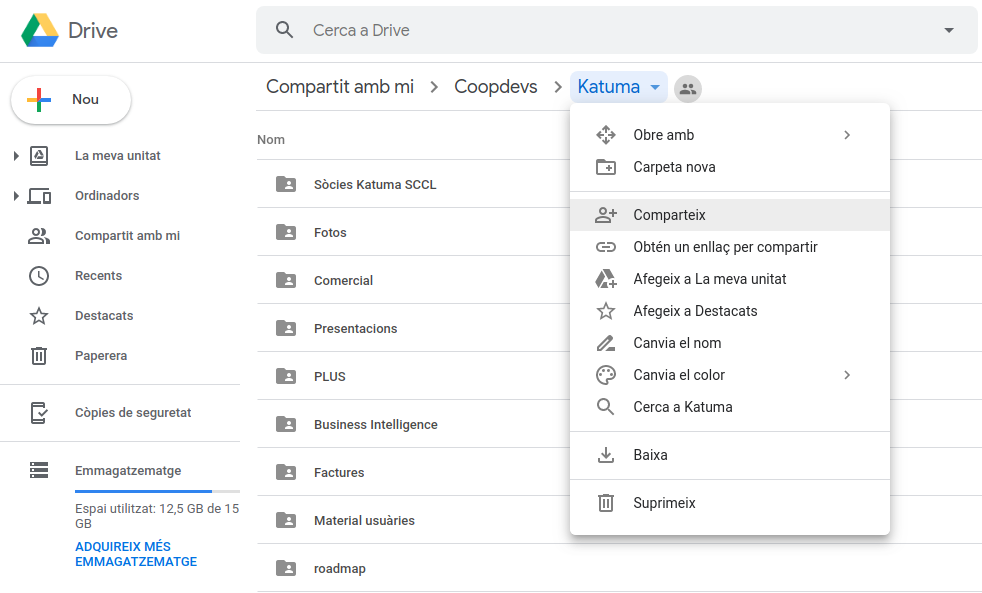 Drive
Cerca a Drive
Nou
La meva unitat
Ordinadors
Compartit amb mi
Recents
Destacats
Paperera
Còpies de seguretat
Emmagatzematge
Espai utilitzat: 12,5 GB de 15
GB
ADQUIREIX MÉS
EMMAGATZEMATGE
Compartit amb mi
Coopdevs
Katuma
Nom
Sòcies Katuma SCCL
Fotos
Comercial
Presentacions
PLUS
Business Intelligence
Factures
Material usuàries
roadmap
Obre amb
Carpeta nova
Comparteix
Obtén un enllaç per compartir
Afegeix a La meva unitat
Afegeix a Destacats
Canvia el nom
Canvia el color
Cerca a Katuma
Baixa
Suprimeix